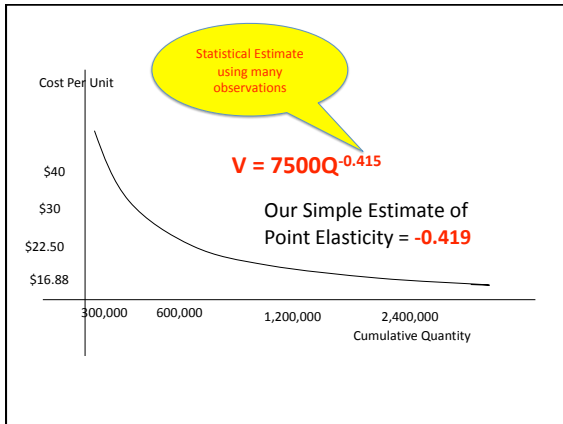 Statistical Estimate
using many
observations
Cost Per Unit
V = 7500Q-0.415
$40
Our Simple Estimate of
$30
Point Elasticity = -0.419
$22.50
$16.88
300,000 600,000 1,200,000 2,400,000
Cumulative Quantity